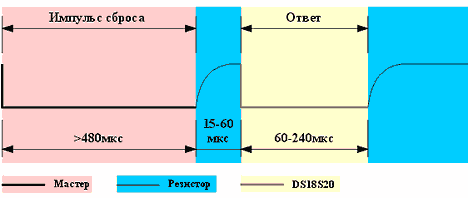 Импульс сброса
Ответ
>480мкс
15-60
мкс
60-240мкс
Мастер
Резистор
DS18S20